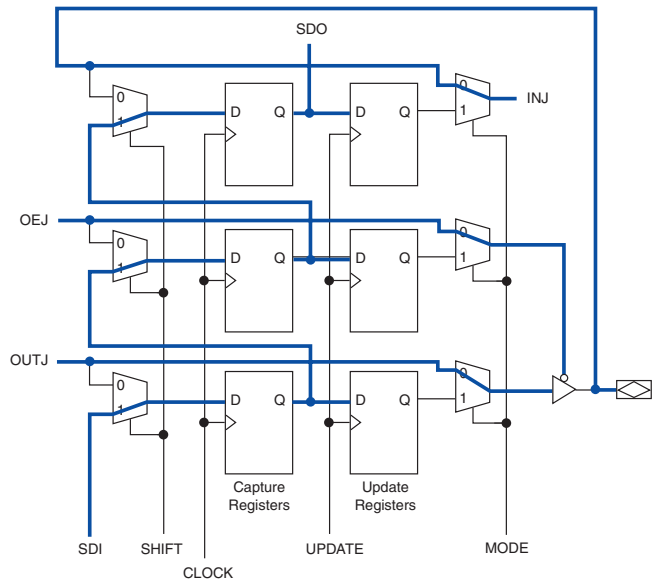 SDO
0
1
D Q
D Q
0
1
INJ
OEJ
0
1
D Q
D Q
0
1
OUTJ
0
1
D Q
D Q
0
1
Capture
Registers
Update
Registers
SDI
SHIFT
CLOCK
UPDATE
MODE